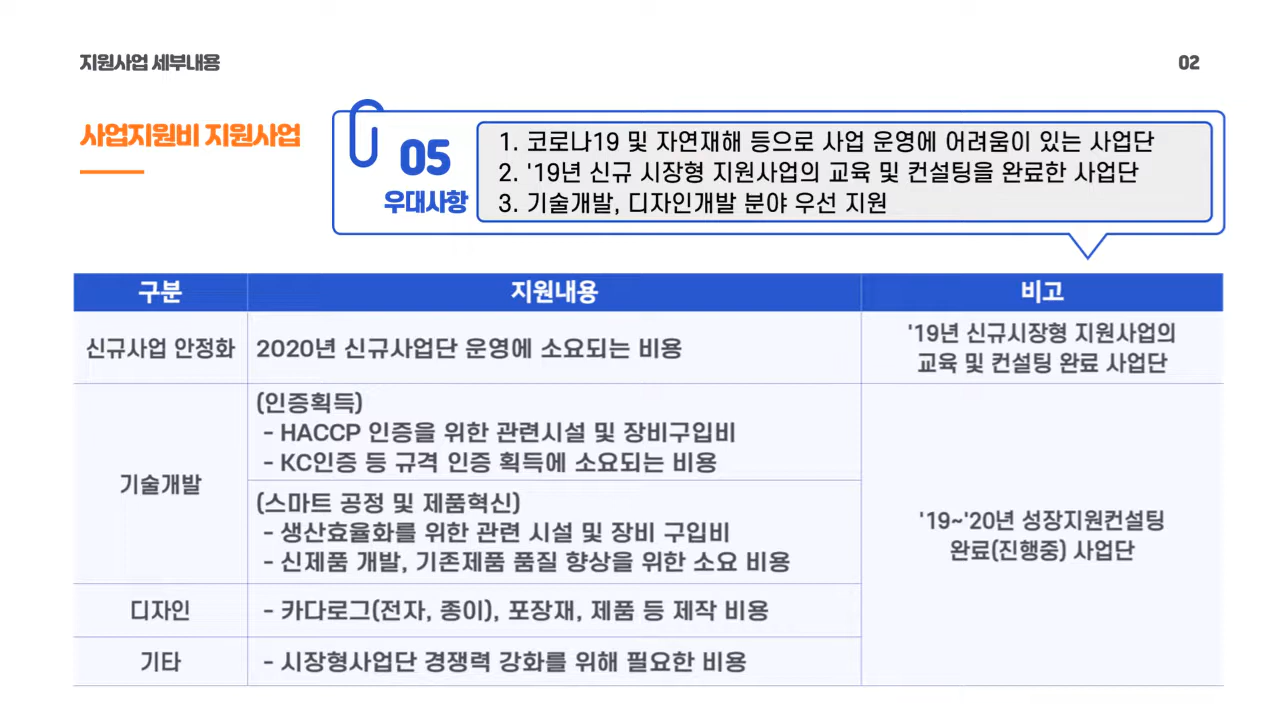 지원사업 세부내용
02
사업지원비 지원사업
05
우대사항
1. 코로나19 및 자연재해 등으로 사업 운영에 어려움이 있는 사업단
2. '19년 신규 시장형 지원사업의 교육 및 컨설팅을 완료한 사업단
3. 기술개발, 디자인개발 분야 우선 지원
구분
지원내용
비고
신규사업 안정화
2020년 신규사업단 운영에 소요되는 비용
'19년 신규시장형 지원사업의
교육 및 컨설팅 완료 사업단
기술개발
(인증획득)
- HACCP 인증을 위한 관련시설 및 장비구입비
- KC인증 등 규격 인증 획득에 소요되는 비용
(스마트 공정 및 제품혁신)
- 생산효율화를 위한 관련 시설 및 장비 구입비
- 신제품 개발, 기존제품 품질 향상을 위한 소요 비용
'19~'20년 성장지원컨설팅
완료(진행중) 사업단
디자인
- 카다로그(전자, 종이), 포장재, 제품 등 제작 비용
기타
- 시장형사업단 경쟁력 강화를 위해 필요한 비용